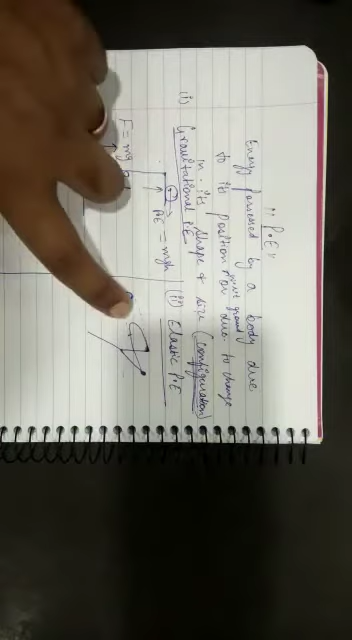 "P.E"
Energy possessed by a body due
to its position w.r.t ground or due to change
in its shape & size (configuration)
(i) Gravitational P.E (ii) Elastic P.E
m PE = mgh
F = mg h